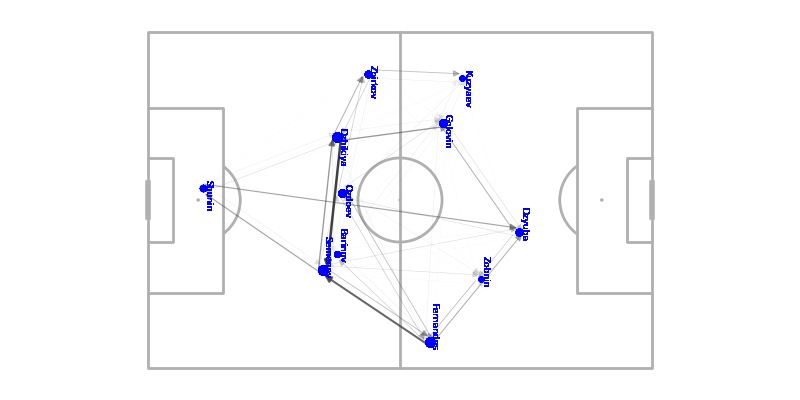 Zhirkov
Kuzyaev
Golovin
Dzhikiya
Shunin
Ozdoev
Dzyuba
Barinov
Semenov
Zobnin
Fernandes